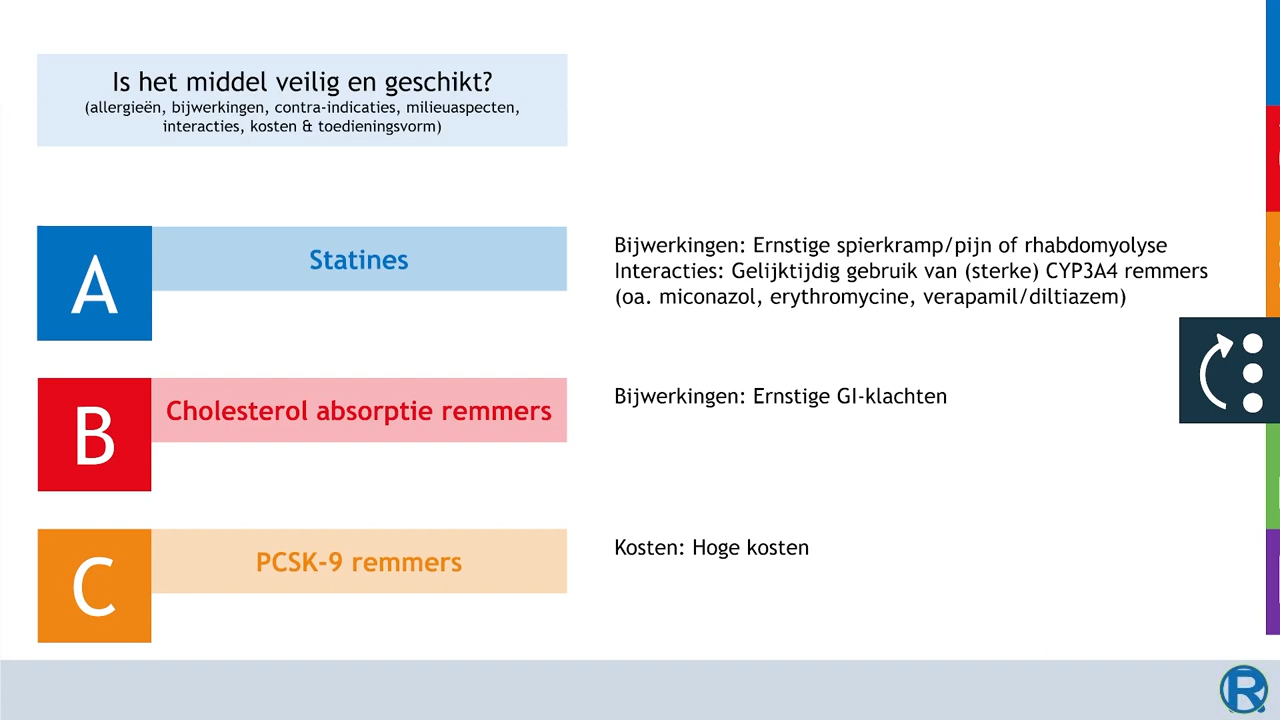 Is het middel veilig en geschikt?
(allergieën, bijwerkingen, contra-indicaties, milieuaspecten,
interacties, kosten & toedieningsvorm)
A
Statines
Bijwerkingen: Ernstige spierkramp/pijn of rhabdomyolyse
Interacties: Gelijktijdig gebruik van (sterke) CYP3A4 remmers
(oa. miconazol, erythromycine, verapamil/diltiazem)
B
Cholesterol absorptie remmers
Bijwerkingen: Ernstige GI-klachten
C
PCSK-9 remmers
Kosten: Hoge kosten
R